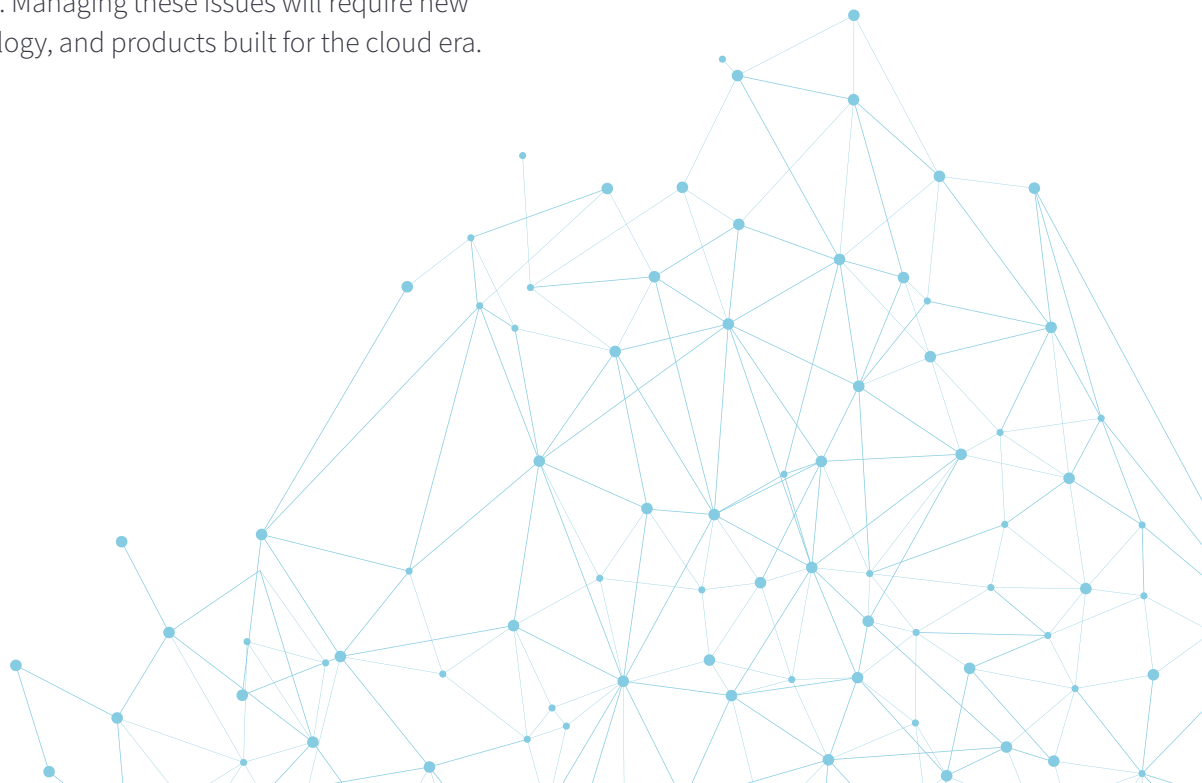 . Managing these issues will require new
logy, and products built for the cloud era.